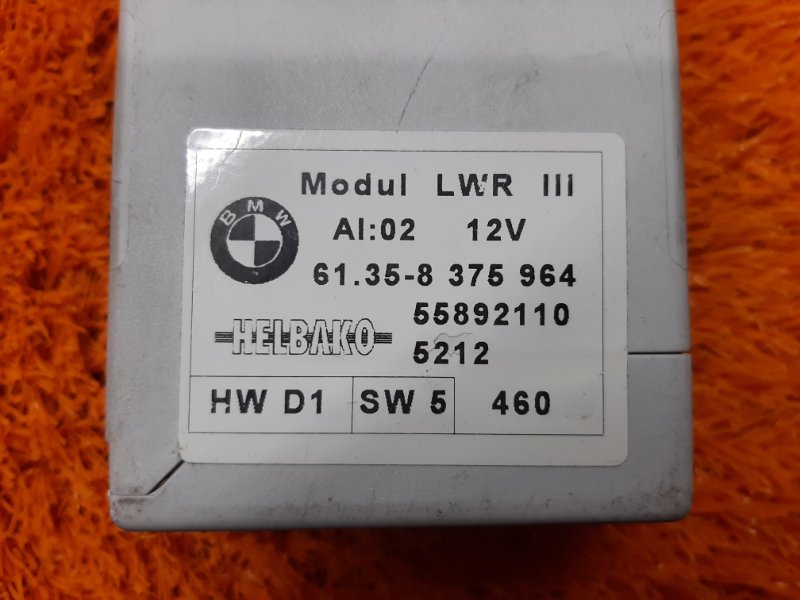 Modul LWR III
BMW
AI:02 12V
61.35-8 375 964
55892110
HELBAKO
5212
HW D1 SW 5 460